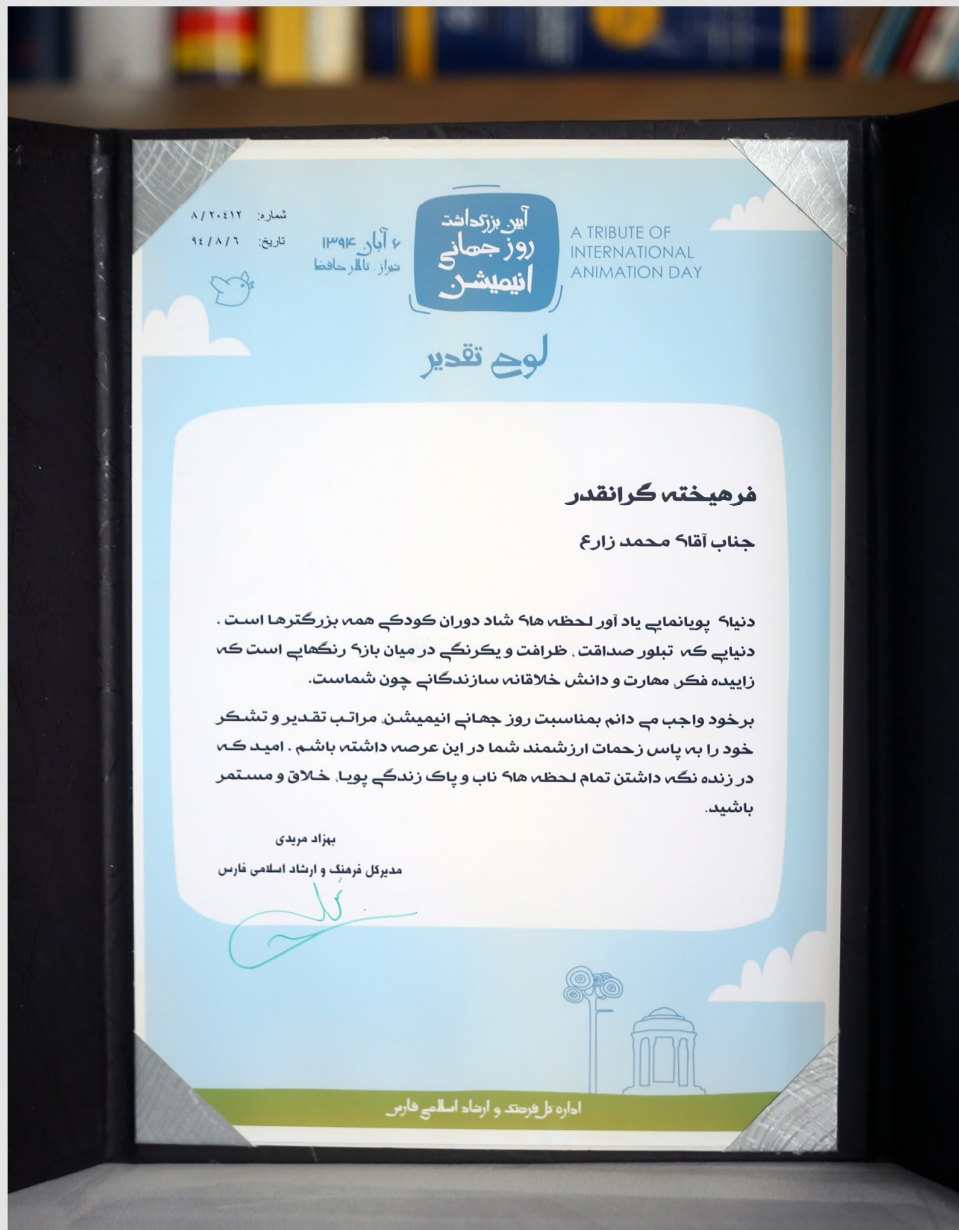 شماره: ۸/۲۰۴۱۲
تاریخ: ۹۴/۸/۶
۶ آبان ۱۳۹۴
شیراز . تالار حافظ
آیین بزرگداشت
روز جهانی
انیمیشن
A TRIBUTE OF
INTERNATIONAL
ANIMATION DAY
لوح تقدیر
فرهیخته گرانقدر
جناب آقای محمد زارع
دنیای پویانمایی یاد آور لحظه های شاد دوران کودکی همه بزرگترها است .
دنیایی که تبلور صداقت، ظرافت و یکرنگی در میان بازی رنگهایی است که
زاییده فکر، مهارت و دانش خلاقانه سازندگانی چون شماست.
برخود واجب می دانم بمناسبت روز جهانی انیمیشن، مراتب تقدیر و تشکر
خود را به پاس زحمات ارزشمند شما در این عرصه داشته باشم . امید که
در زنده نگه داشتن تمام لحظه های ناب و پاک زندگی پویا، خلاق و مستمر
باشید.
بهزاد مریدی
مدیرکل فرهنگ و ارشاد اسلامی فارس
اداره کل فرهنگ و ارشاد اسلامی فارس